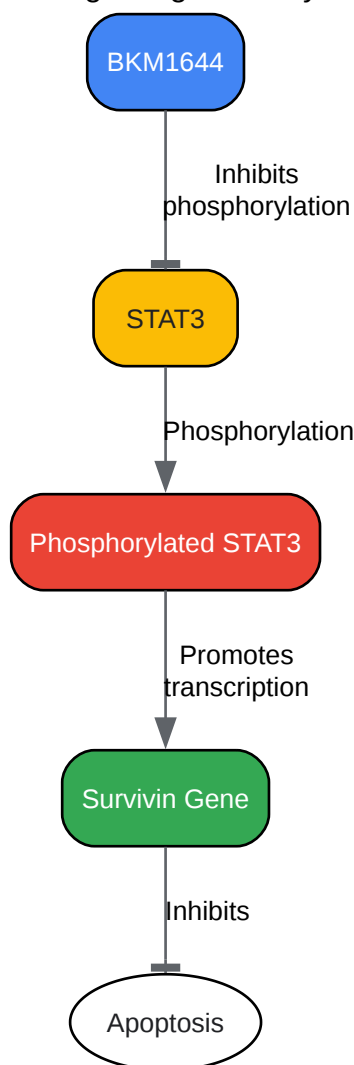 BKM1644
Inhibits
phosphorylation
STAT3
Phosphorylation
Phosphorylated STAT3
Promotes
transcription
Survivin Gene
Inhibits
Apoptosis